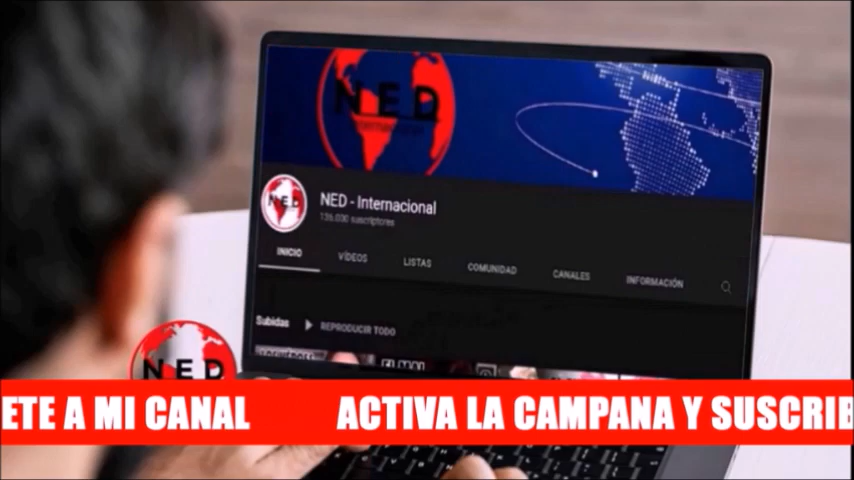 NED
NED - Internacional
136.000 suscriptores
NED
INICIO
VÍDEOS
LISTAS
COMUNIDAD
CANALES
INFORMACIÓN
Subidas
REPRODUCIR TODO
NED
ETE A MI CANAL
ACTIVA LA CAMPANA Y SUSCRIB